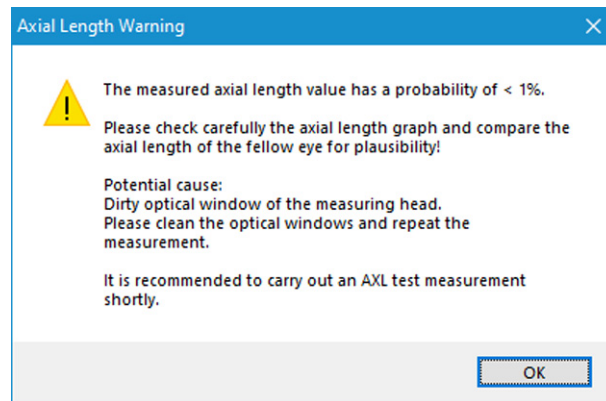 Axial Length Warning
The measured axial length value has a probability of < 1%.
Please check carefully the axial length graph and compare the
axial length of the fellow eye for plausibility!
Potential cause:
Dirty optical window of the measuring head.
Please clean the optical windows and repeat the
measurement.
It is recommended to carry out an AXL test measurement
shortly.
OK